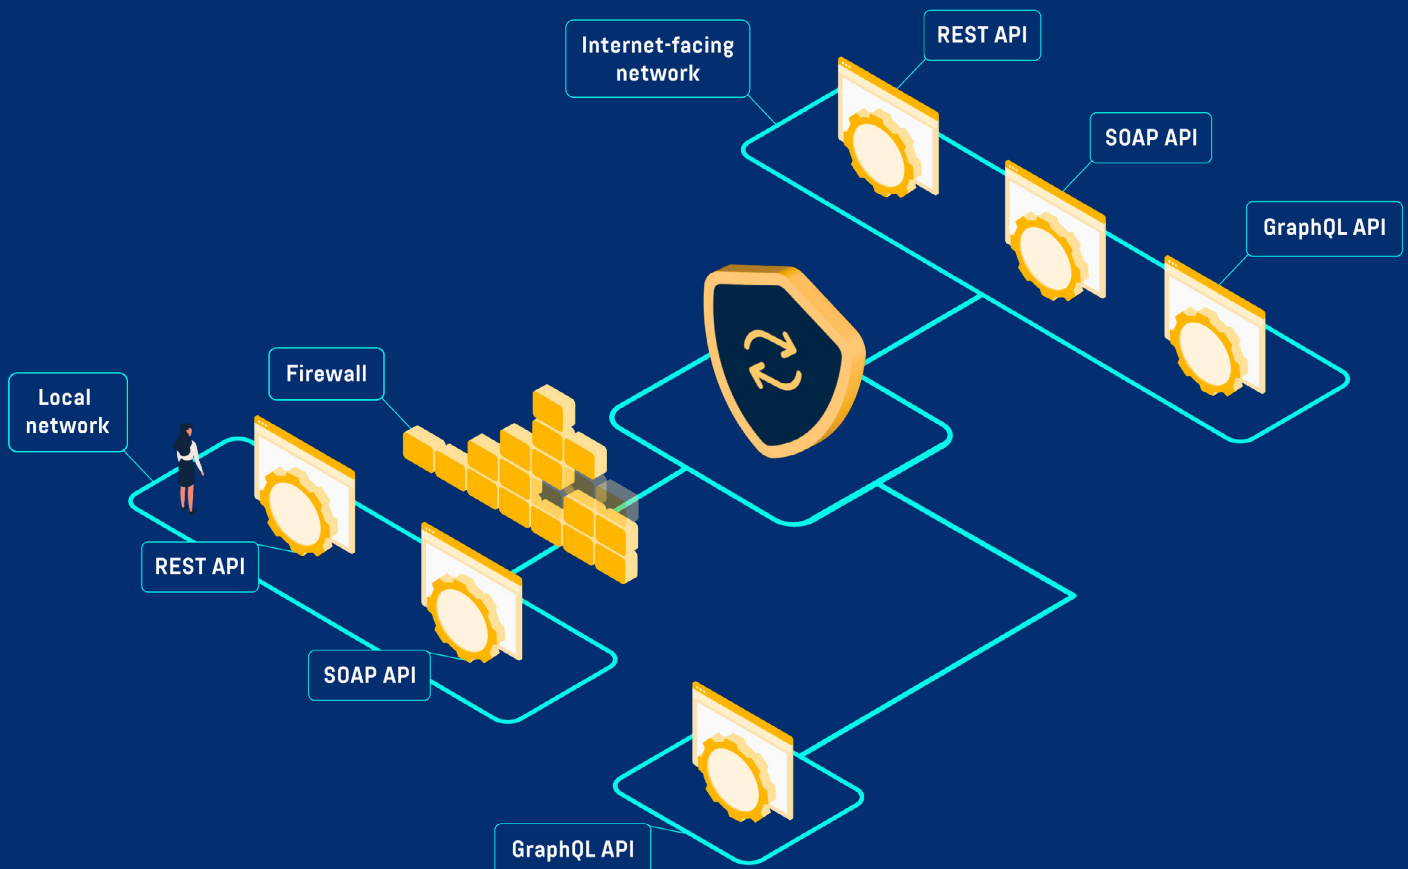 Internet-facing
network
REST API
SOAP API
GraphQL API
Firewall
Local
network
REST API
SOAP API
GraphQL API